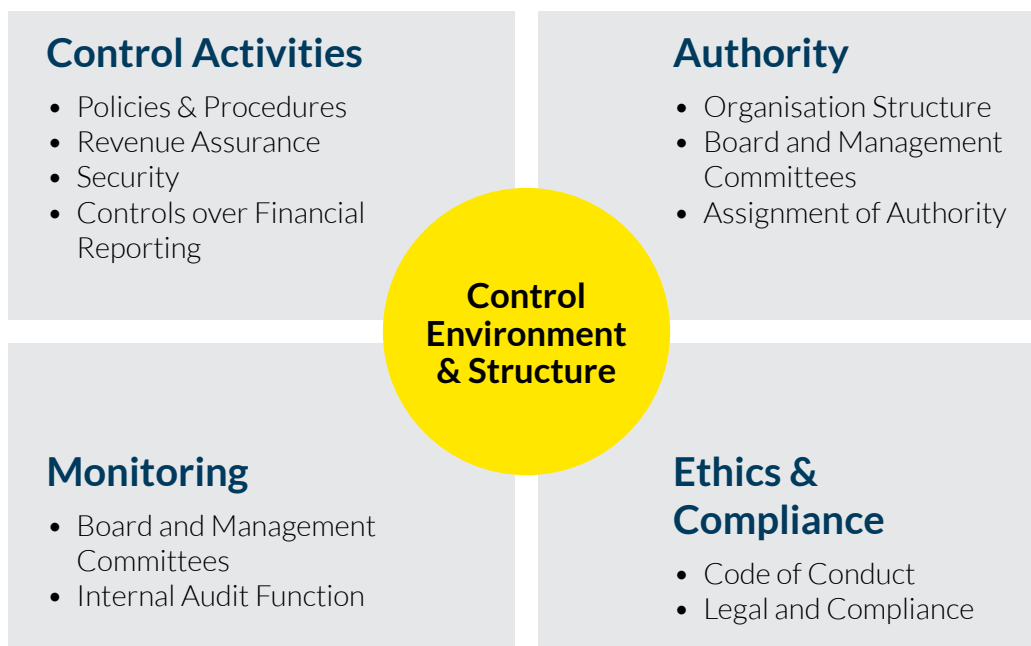 Control Activities
• Policies & Procedures
• Revenue Assurance
• Security
• Controls over Financial
Reporting
Authority
• Organisation Structure
• Board and Management
Committees
• Assignment of Authority
Control
Environment
& Structure
Monitoring
• Board and Management
Committees
• Internal Audit Function
Ethics &
Compliance
• Code of Conduct
• Legal and Compliance